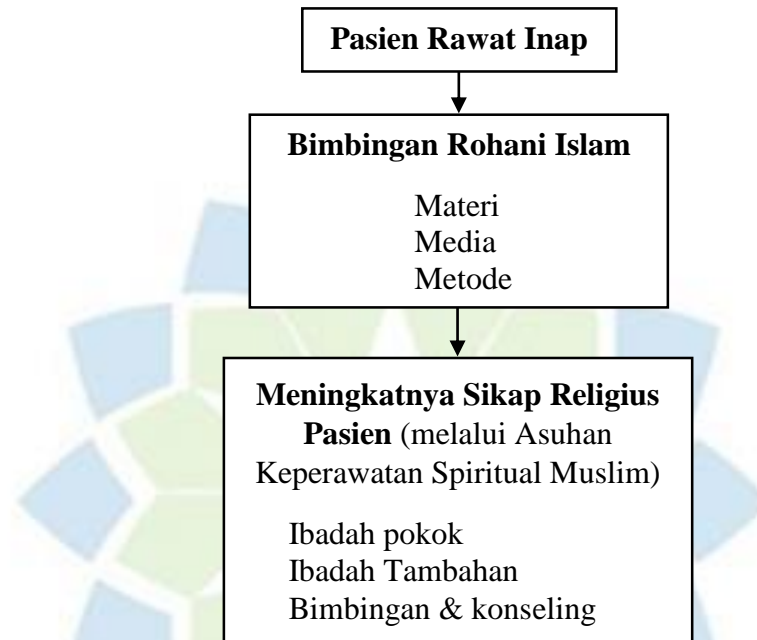 Pasien Rawat Inap
Bimbingan Rohani Islam
Materi
Media
Metode
Meningkatnya Sikap Religius
Pasien (melalui Asuhan
Keperawatan Spiritual Muslim)
Ibadah pokok
Ibadah Tambahan
Bimbingan & konseling